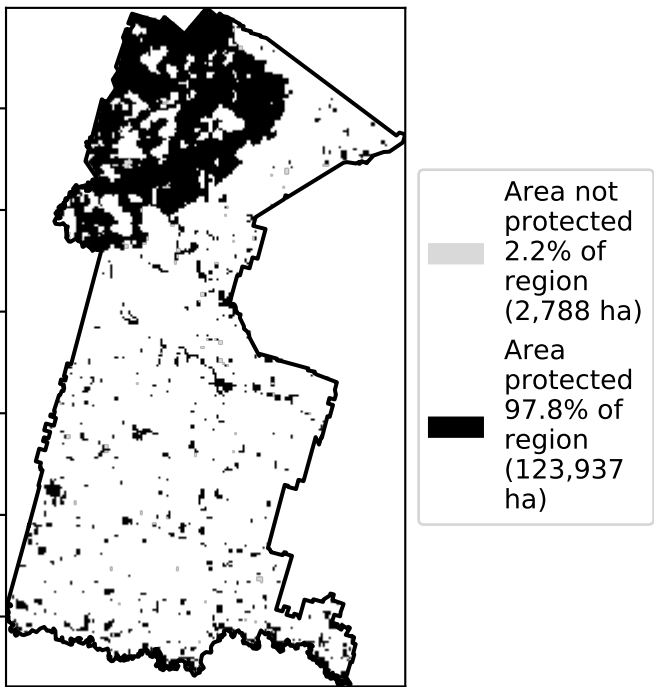 Area not
protected
2.2% of
region
(2,788 ha)
Area
protected
97.8% of
region
(123,937
ha)